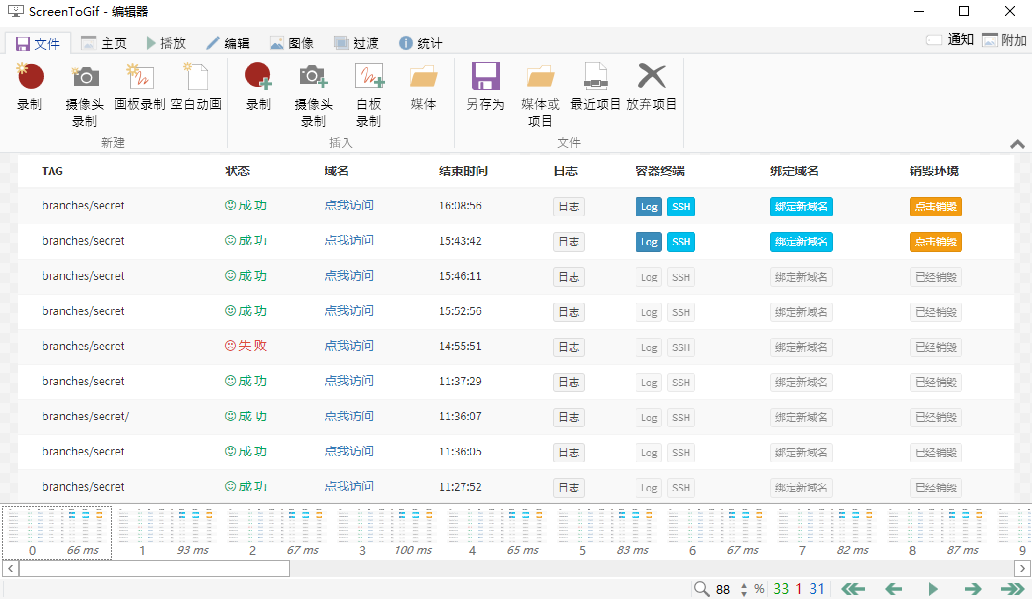 ScreenToGif - 编辑器
文件 主页 播放 编辑 图像 过渡 统计 通知 附加
录制 摄像头录制 画板录制 空白动画 录制 摄像头录制 白板录制 媒体 另存为 媒体或项目 最近项目 放弃项目
新建 插入 文件
TAG 状态 域名 结束时间 日志 容器终端 绑定域名 销毁环境
branches/secret 成功 点我访问 16:08:56 日志 Log SSH 绑定新域名 点击销毁
branches/secret 成功 点我访问 15:43:42 日志 Log SSH 绑定新域名 点击销毁
branches/secret 成功 点我访问 15:46:11 日志 Log SSH 绑定新域名 已经销毁
branches/secret 成功 点我访问 15:52:56 日志 Log SSH 绑定新域名 已经销毁
branches/secret 失败 点我访问 14:55:51 日志 Log SSH 绑定新域名 已经销毁
branches/secret 成功 点我访问 11:37:29 日志 Log SSH 绑定新域名 已经销毁
branches/secret/ 成功 点我访问 11:36:07 日志 Log SSH 绑定新域名 已经销毁
branches/secret 成功 点我访问 11:36:05 日志 Log SSH 绑定新域名 已经销毁
branches/secret 成功 点我访问 11:27:52 日志 Log SSH 绑定新域名 已经销毁
0 66 ms 1 93 ms 2 67 ms 3 100 ms 4 65 ms 5 83 ms 6 67 ms 7 82 ms 8 87 ms 9
88 % 33 1 31